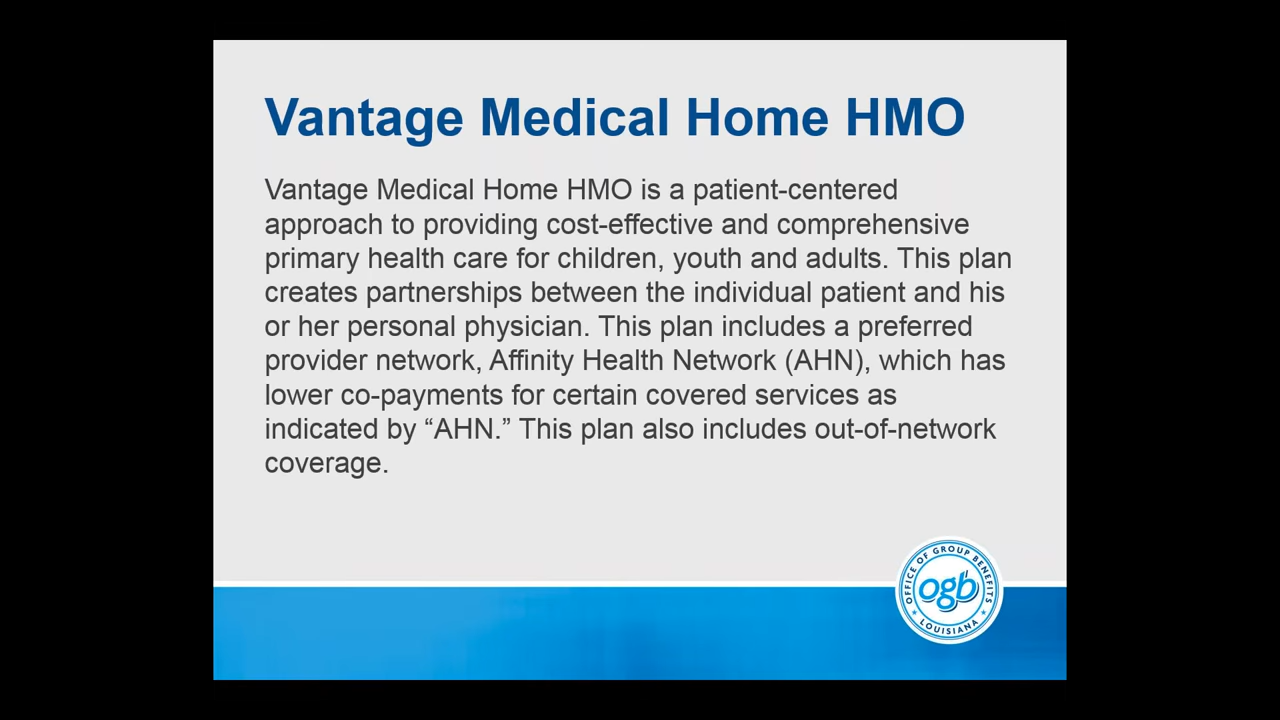 Vantage Medical Home HMO
Vantage Medical Home HMO is a patient-centered
approach to providing cost-effective and comprehensive
primary health care for children, youth and adults. This plan
creates partnerships between the individual patient and his
or her personal physician. This plan includes a preferred
provider network, Affinity Health Network (AHN), which has
lower co-payments for certain covered services as
indicated by “AHN.” This plan also includes out-of-network
coverage.
OFFICE OF GROUP BENEFITS
ogb
LOUISIANA